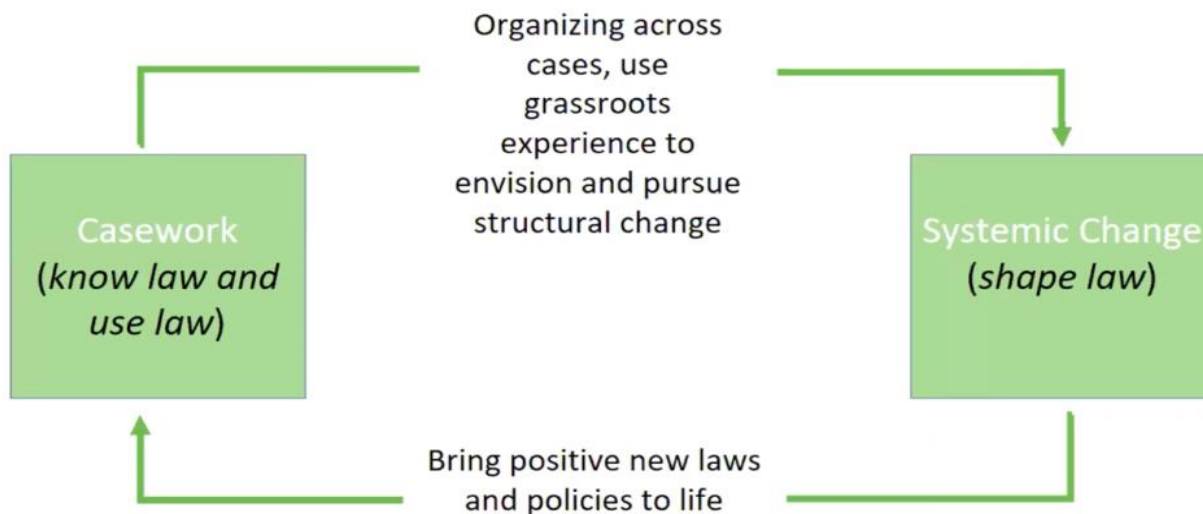 Organizing across
cases, use
grassroots
experience to
envision and pursue
structural change
Casework
(know law and
use law)
Systemic Change
(shape law)
Bring positive new laws
and policies to life